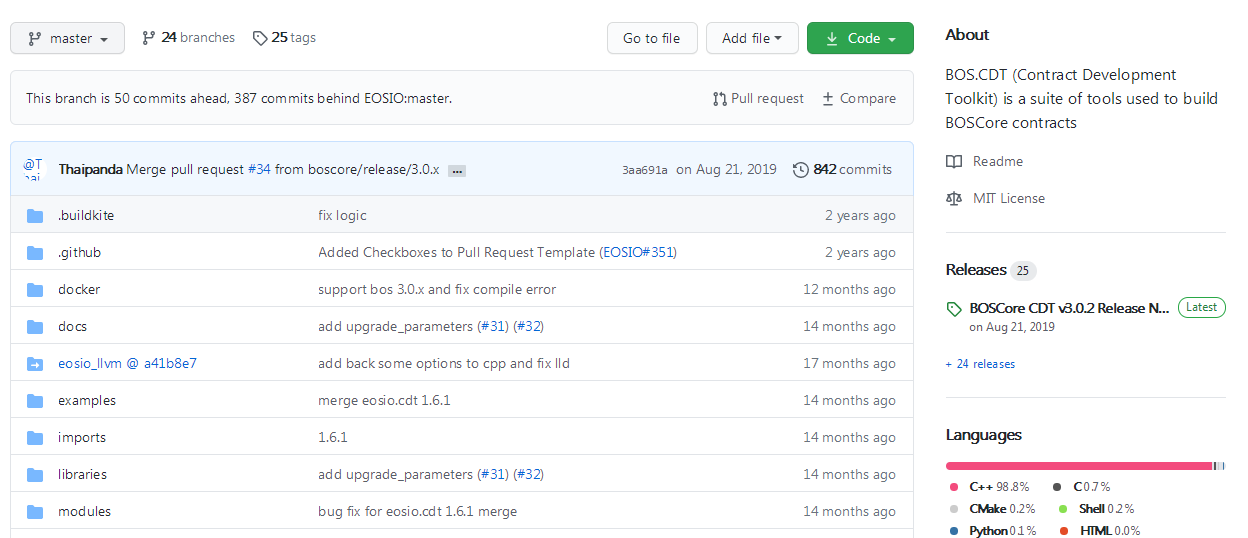 master
24 branches
25 tags
Go to file
Add file
Code
This branch is 50 commits ahead, 387 commits behind EOSIO:master.
Pull request
Compare
@T
hai
Thaipanda Merge pull request #34 from boscore/release/3.0.x
...
3aa691a on Aug 21, 2019
842 commits
.buildkite fix logic 2 years ago
.github Added Checkboxes to Pull Request Template (EOSIO#351) 2 years ago
docker support bos 3.0.x and fix compile error 12 months ago
docs add upgrade_parameters (#31) (#32) 14 months ago
eosio_llvm @ a41b8e7 add back some options to cpp and fix lld 17 months ago
examples merge eosio.cdt 1.6.1 14 months ago
imports 1.6.1 14 months ago
libraries add upgrade_parameters (#31) (#32) 14 months ago
modules bug fix for eosio.cdt 1.6.1 merge 14 months ago
About
BOS.CDT (Contract Development
Toolkit) is a suite of tools used to build
BOSCore contracts
Readme
MIT License
Releases 25
BOSCore CDT v3.0.2 Release N... Latest
on Aug 21, 2019
+ 24 releases
Languages
C++ 98.8% C 0.7%
CMake 0.2% Shell 0.2%
Python 0.1% HTML 0.0%